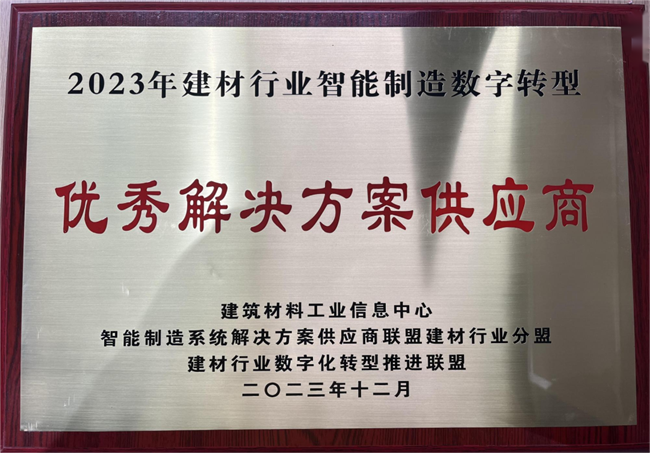 2023年建材行业智能制造数字转型
优秀解决方案供应商
建筑材料工业信息中心
智能制造系统解决方案供应商联盟建材行业分盟
建材行业数字化转型推进联盟
二〇二三年十二月